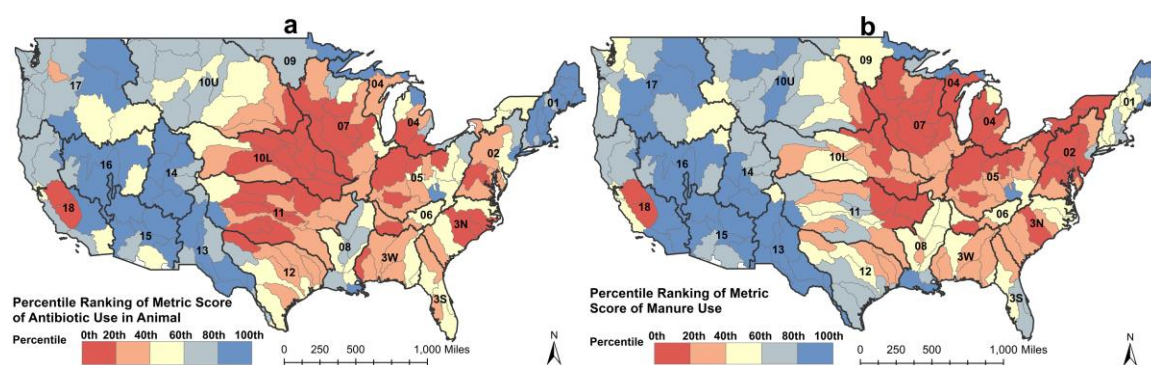 a
17
10U
09
04
01
07
04
02
16
14
10L
05
18
11
06
3N
15
13
08
3W
12
3S
Percentile Ranking of Metric Score
of Antibiotic Use in Animal
Percentile
0th 20th 40th 60th 80th 100th
0 250 500 1,000 Miles
N
b
17
10U
09
04
01
07
04
02
16
14
10L
05
18
11
06
3N
15
13
08
3W
12
3S
Percentile Ranking of Metric
Score of Manure Use
Percentile
0th 20th 40th 60th 80th 100th
0 250 500 1,000 Miles
N